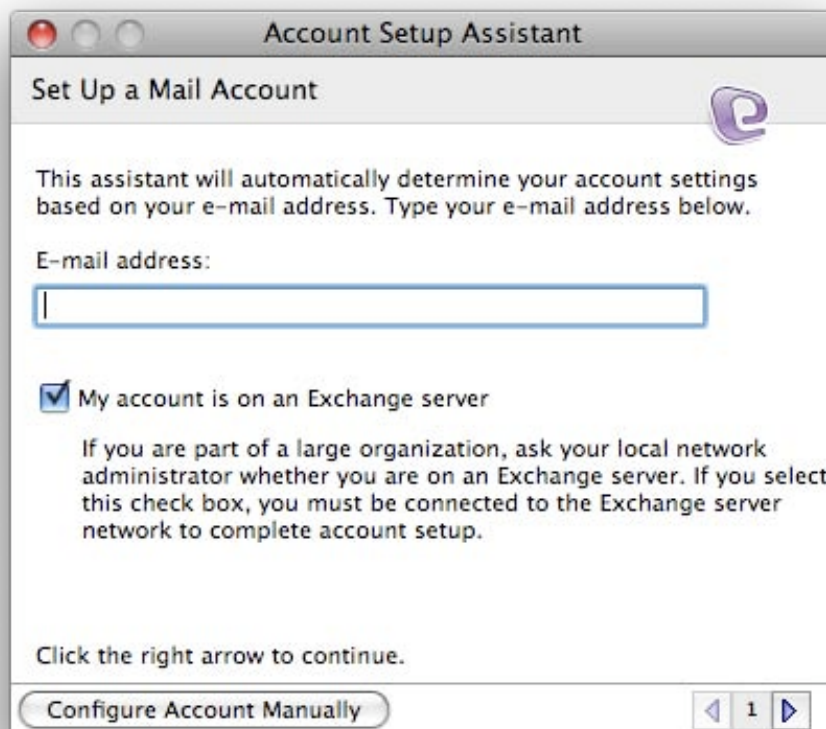 Account Setup Assistant
Set Up a Mail Account
This assistant will automatically determine your account settings
based on your e-mail address. Type your e-mail address below.
E-mail address:
My account is on an Exchange server
If you are part of a large organization, ask your local network
administrator whether you are on an Exchange server. If you select
this check box, you must be connected to the Exchange server
network to complete account setup.
Click the right arrow to continue.
Configure Account Manually
1